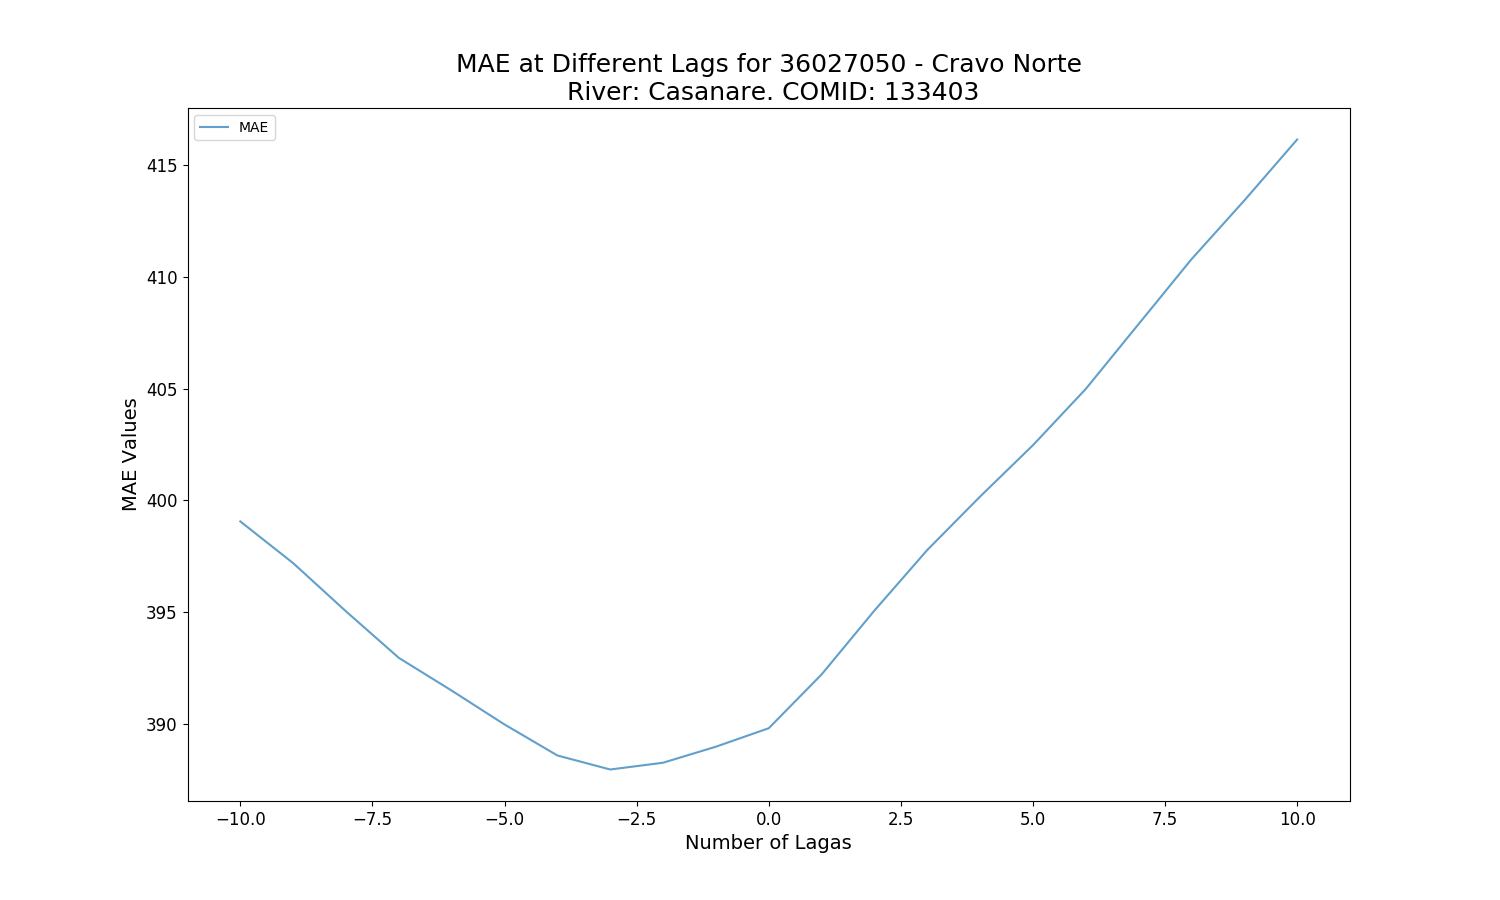 MAE at Different Lags for 36027050 - Cravo Norte
River: Casanare. COMID: 133403
MAE
415
410
405
400
395
390
MAE Values
−10.0 −7.5 −5.0 −2.5 0.0 2.5 5.0 7.5 10.0
Number of Lagas